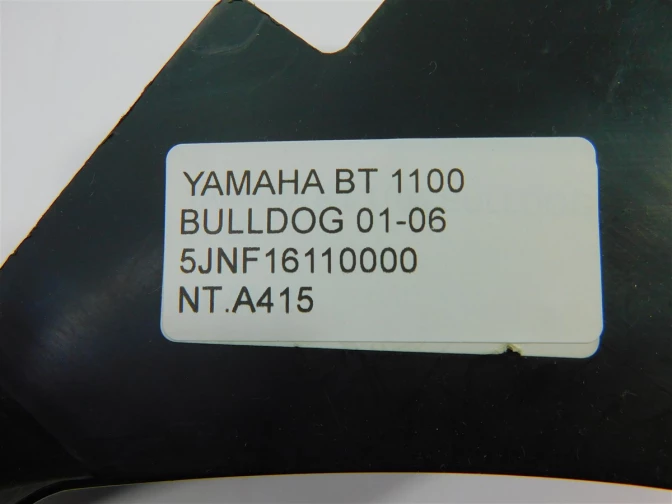 YAMAHA BT 1100
BULLDOG 01-06
5JNF16110000
NT.A415